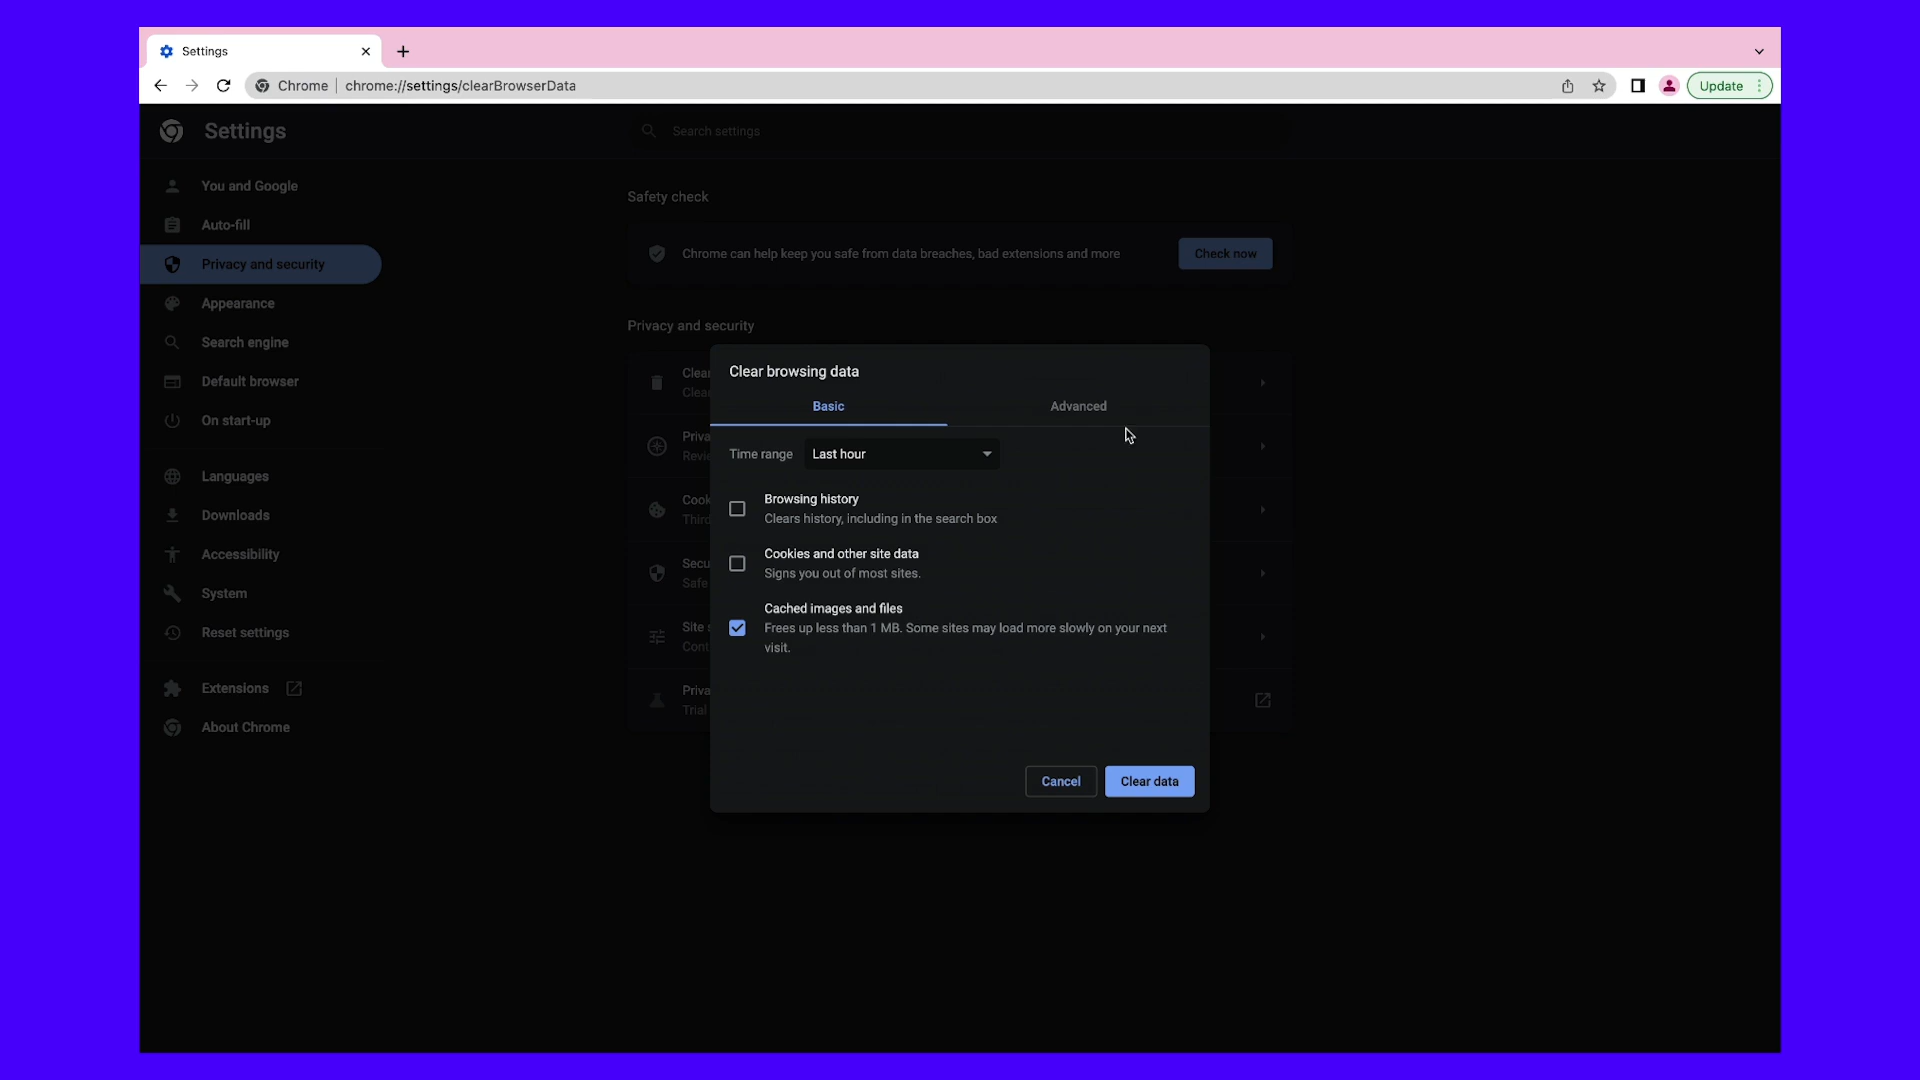 Settings
Chrome
chrome://settings/clearBrowserData
Update
Settings
Search settings
You and Google
Auto-fill
Privacy and security
Appearance
Search engine
Default browser
On start-up
Languages
Downloads
Accessibility
System
Reset settings
Extensions
About Chrome
Safety check
Chrome can help keep you safe from data breaches, bad extensions and more
Check now
Privacy and security
Clear browsing data
Basic
Advanced
Time range
Last hour
Browsing history
Clears history, including in the search box
Cookies and other site data
Signs you out of most sites.
Cached images and files
Frees up less than 1 MB. Some sites may load more slowly on your next
visit.
Cancel
Clear data